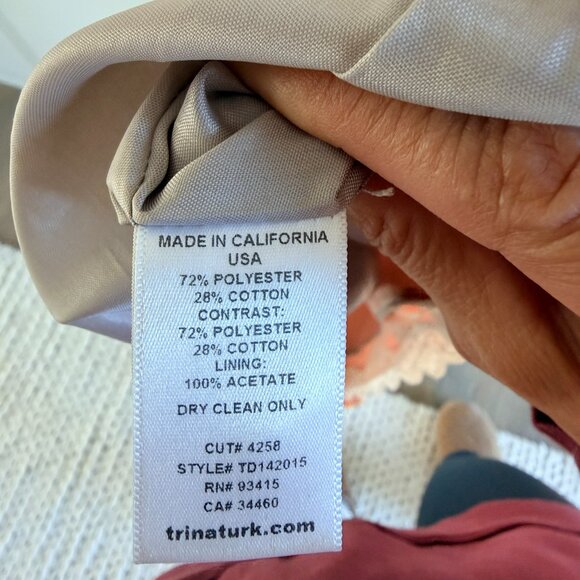 MADE IN CALIFORNIA
USA
72% POLYESTER
28% COTTON
CONTRAST:
72% POLYESTER
28% COTTON
LINING:
100% ACETATE
DRY CLEAN ONLY
CUT# 4258
STYLE# TD142015
RN# 93415
CA# 34460
trinaturk.com